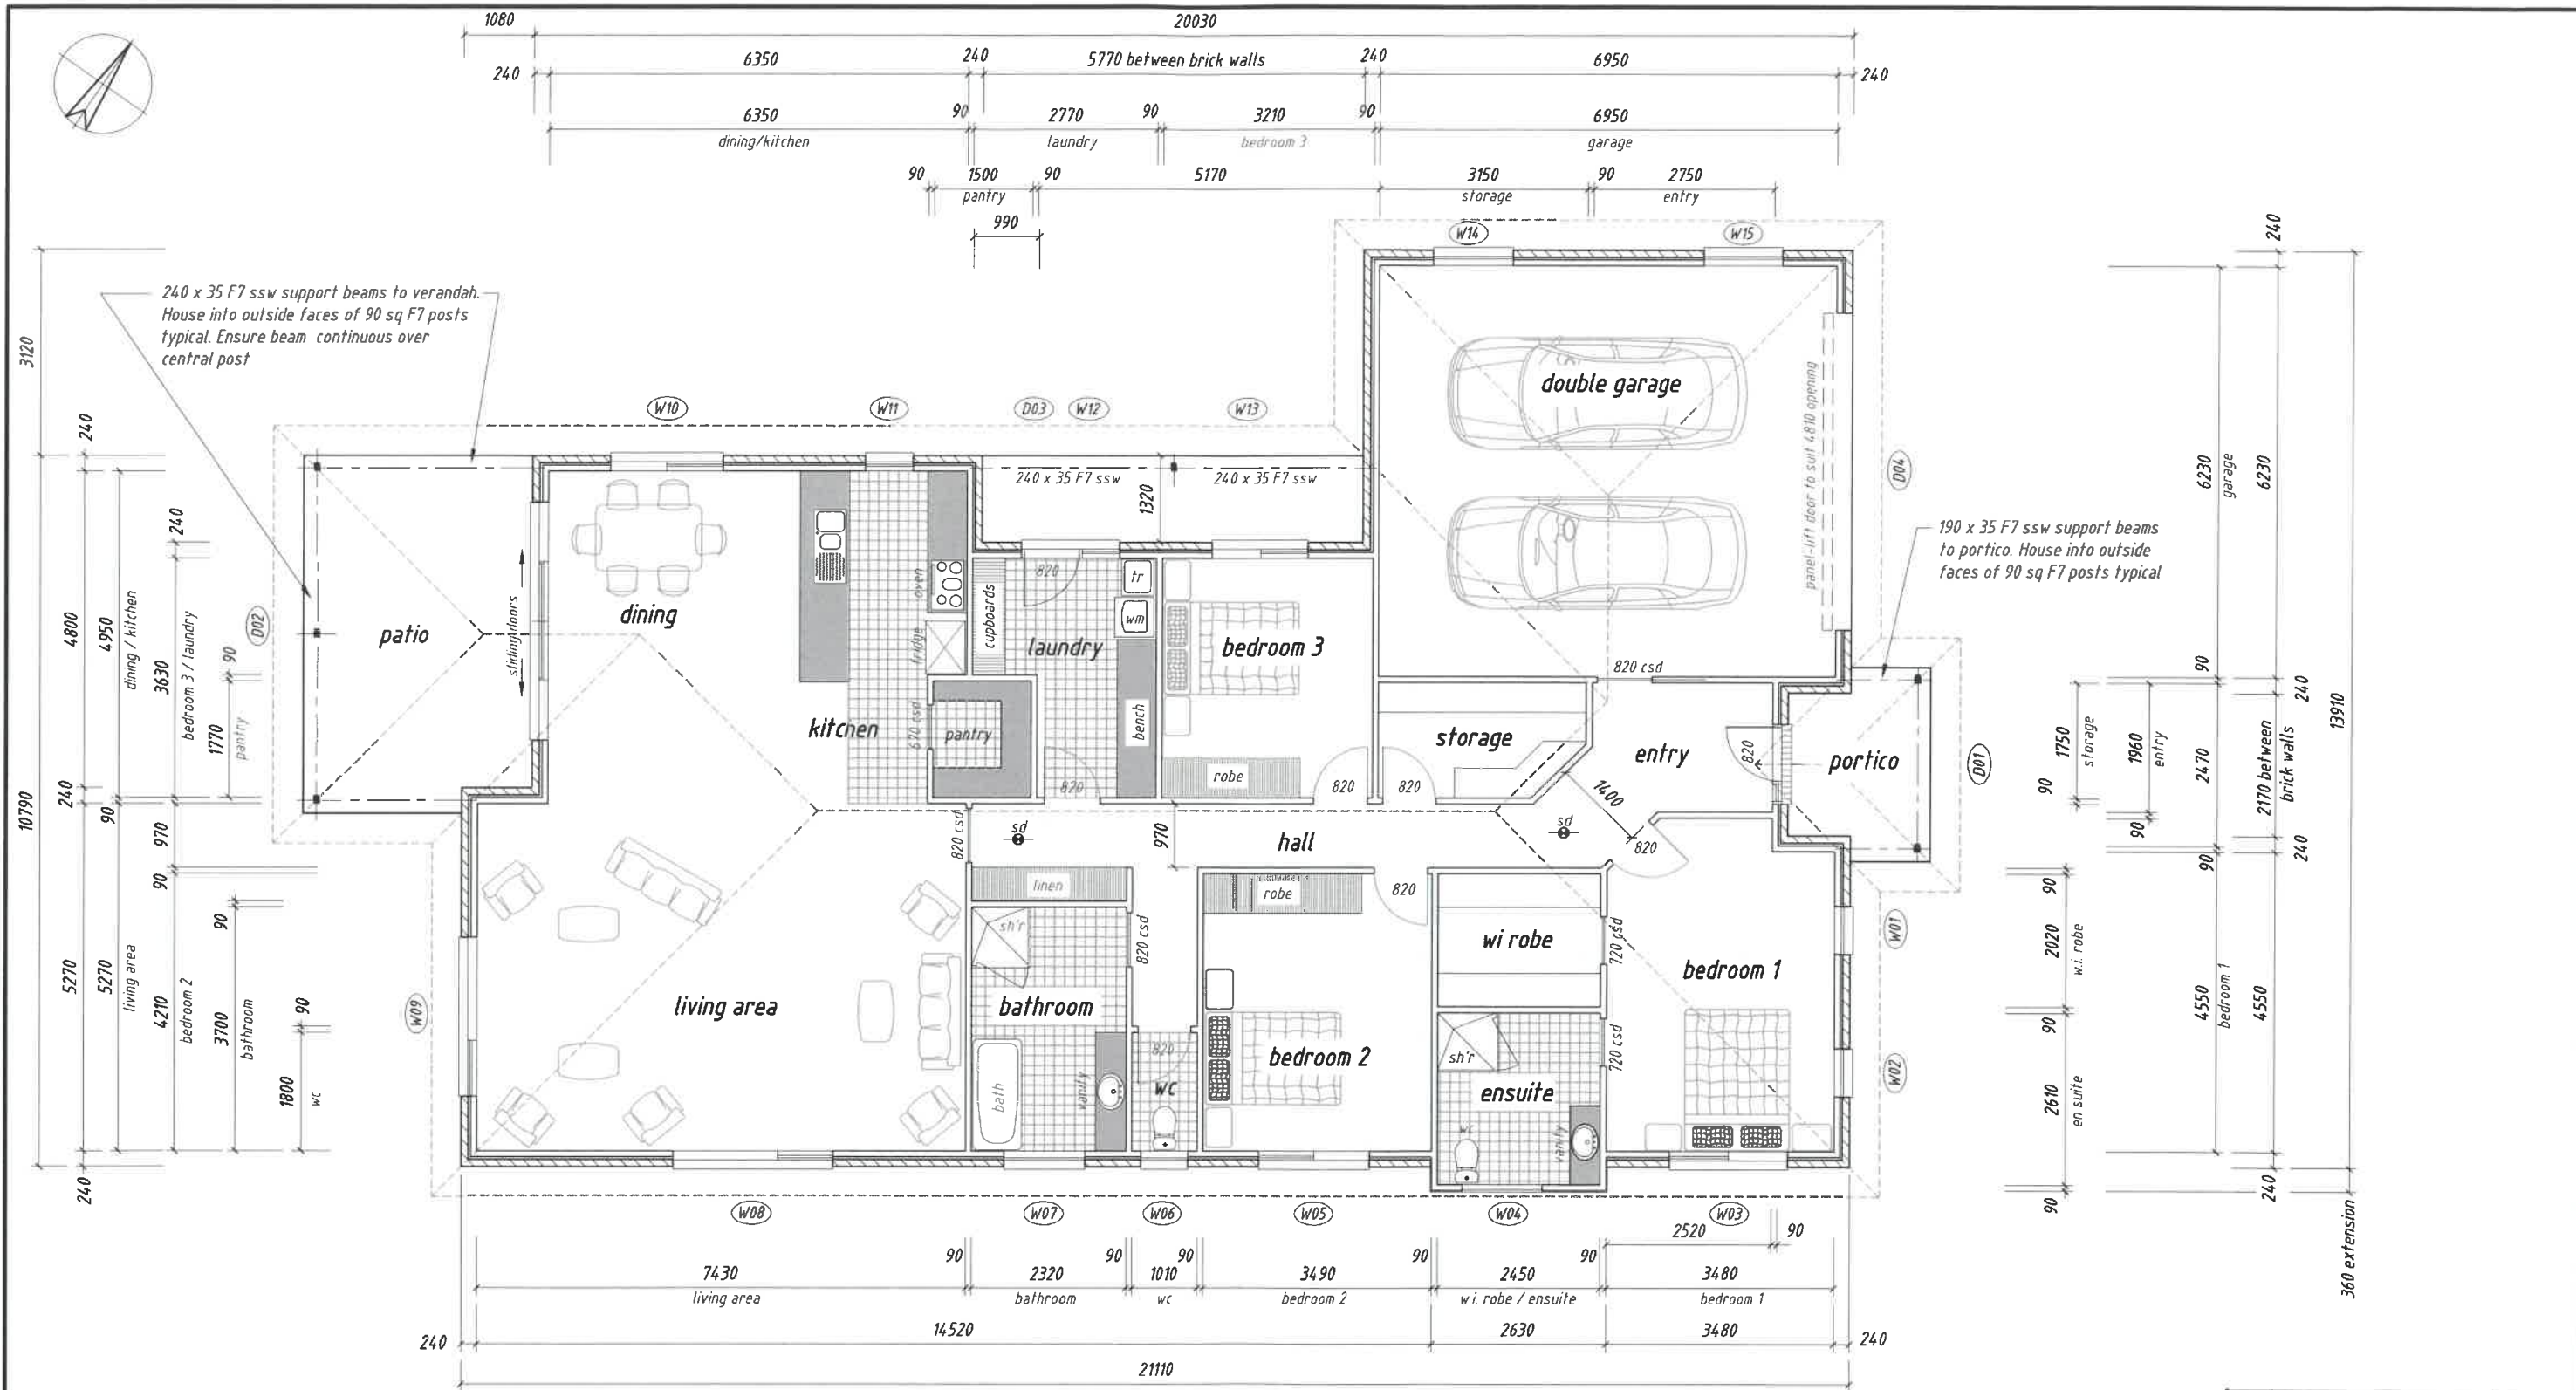 1080
20030
6350
240
5770 between brick walls
240
6950
240
240
6350
90
2770
90
3210
90
6950
dining/kitchen
laundry
bedroom 3
garage
90
1500
90
5170
3150
90
2750
pantry
storage
entry
990
W14
W15
240 x 35 F7 ssw support beams to verandah.
House into outside faces of 90 sq F7 posts
typical. Ensure beam continuous over
central post
W10
W11
D03
W12
W13
240 x 35 F7 ssw
240 x 35 F7 ssw
1320
double garage
panel-lift door to suit 4810 opening
D04
190 x 35 F7 ssw support beams
to portico. House into outside
faces of 90 sq F7 posts typical
D02
patio
sliding doors
dining
oven
fridge
cupboards
820
tr
wm
laundry
bench
bedroom 3
robe
820
820 csd
kitchen
670 csd
pantry
820
storage
820
entry
1400
820
portico
D01
sd
820 csd
970
hall
sd
820
linen
robe
820
sh'r
820 csd
wi robe
720 csd
bedroom 1
W01
living area
W09
bathroom
bath
vanity
820
wc
bedroom 2
sh'r
720 csd
ensuite
wc
vanity
W02
W08
W07
W06
W05
W04
W03
3120
10790
240
4800
240
5270
240
4950
dining / kitchen
90
5270
living area
240
3630
bedroom 3 / laundry
970
90
4210
bedroom 2
90
1770
pantry
90
3700
bathroom
90
1800
wc
1750
storage
90
1960
entry
90
90
2020
w.i. robe
90
2610
en suite
90
6230
garage
90
2470
90
4550
bedroom 1
240
6230
240
2170 between
brick walls
240
4550
240
13910
360 extension
2520
90
90
90
90
90
90
7430
2320
1010
3490
2450
3480
living area
bathroom
wc
bedroom 2
w.i. robe / ensuite
bedroom 1
240
14520
2630
3480
240
21110